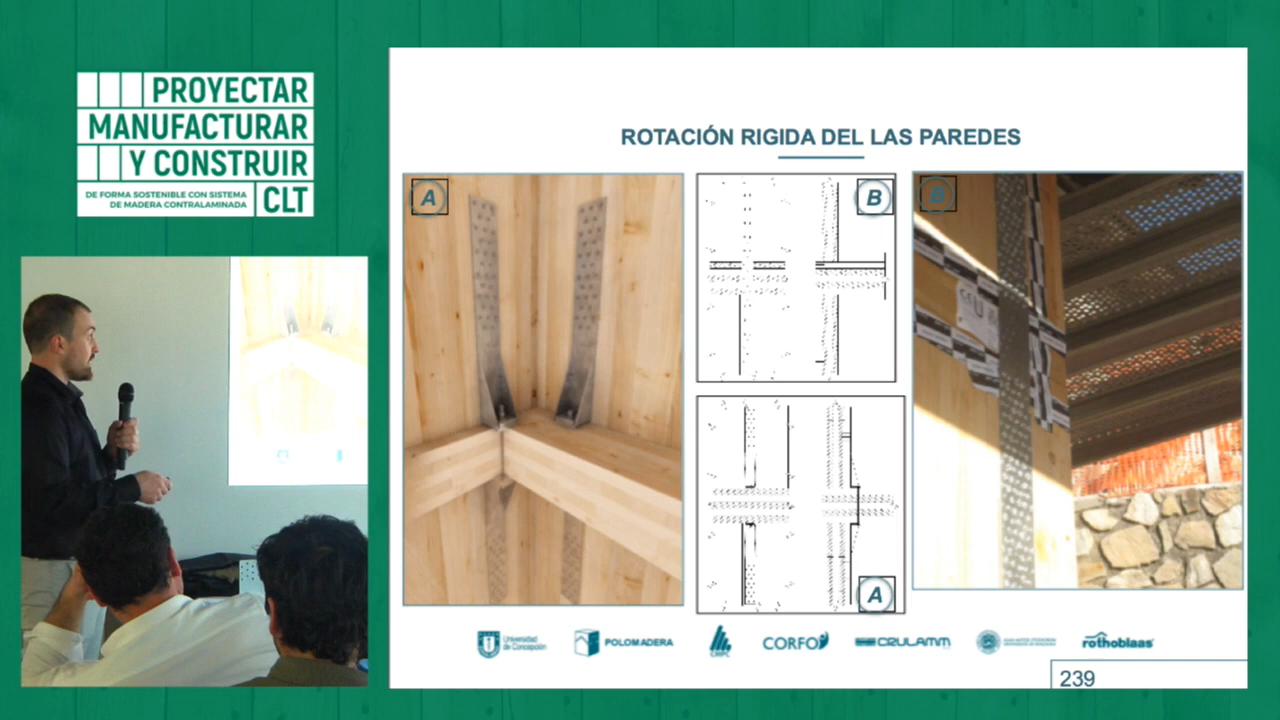 PROYECTAR
MANUFACTURAR
Y CONSTRUIR
DE FORMA SOSTENIBLE CON SISTEMA
DE MADERA CONTRALAMINADA
CLT
ROTACIÓN RIGIDA DEL LAS PAREDES
A
B
B
A
Universidad
de Concepción
POLOMADERA
CMPC
CORFO
CRULAMM
rothoblaas
239